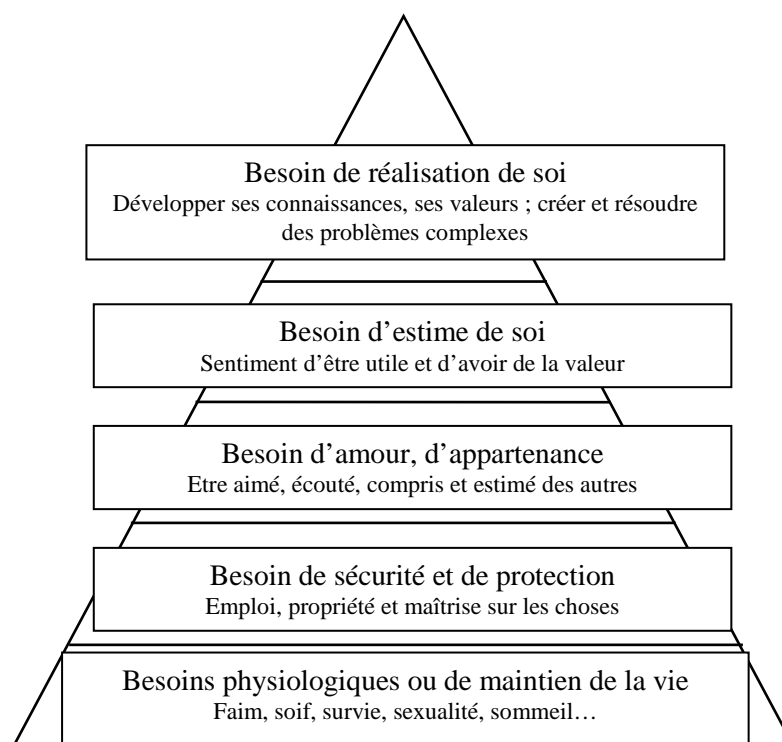 Besoin de réalisation de soi
Développer ses connaissances, ses valeurs ; créer et résoudre
des problèmes complexes
Besoin d’estime de soi
Sentiment d’être utile et d’avoir de la valeur
Besoin d’amour, d’appartenance
Etre aimé, écouté, compris et estimé des autres
Besoin de sécurité et de protection
Emploi, propriété et maîtrise sur les choses
Besoins physiologiques ou de maintien de la vie
Faim, soif, survie, sexualité, sommeil…